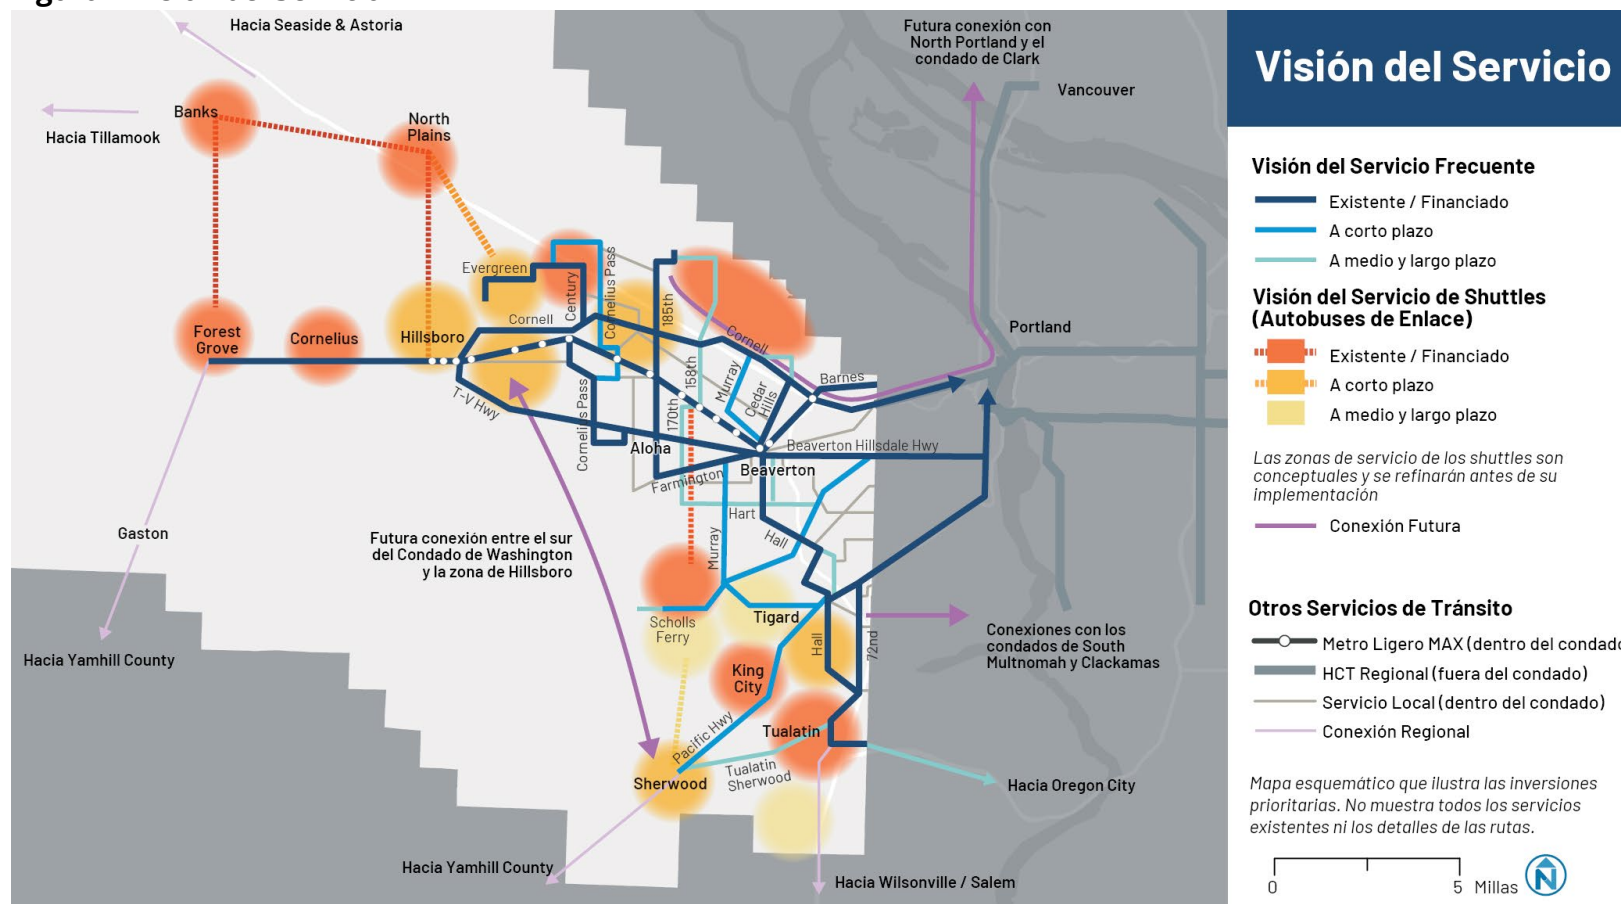 Hacia Seaside & Astoria
Futura conexión con
North Portland y el
condado de Clark
Vancouver
Banks
Hacia Tillamook
North
Plains
Evergreen
Century
Cornelius Pass
185th
Cornell
Cornell
Portland
Forest
Grove
Cornelius
Hillsboro
T-V Hwy
Cornelius Pass
170th
158th
Murray
Cedar
Hills
Barnes
Aloha
Beaverton Hillsdale Hwy
Beaverton
Farmington
Hart
Hall
Murray
Gaston
Futura conexión entre el sur
del Condado de Washington
y la zona de Hillsboro
Scholls
Ferry
Tigard
Hall
72nd
Conexiones con los
condados de South
Multnomah y Clackamas
Hacia Yamhill County
King
City
Pacific Hwy
Tualatin
Sherwood
Tualatin
Sherwood
Hacia Oregon City
Hacia Yamhill County
Hacia Wilsonville / Salem
Visión del Servicio
Visión del Servicio Frecuente
Existente / Financiado
A corto plazo
A medio y largo plazo
Visión del Servicio de Shuttles
(Autobuses de Enlace)
Existente / Financiado
A corto plazo
A medio y largo plazo
Las zonas de servicio de los shuttles son
conceptuales y se refinarán antes de su
implementación
Conexión Futura
Otros Servicios de Tránsito
Metro Ligero MAX (dentro del condado
HCT Regional (fuera del condado)
Servicio Local (dentro del condado)
Conexión Regional
Mapa esquemático que ilustra las inversiones
prioritarias. No muestra todos los servicios
existentes ni los detalles de las rutas.
0 5 Millas
N